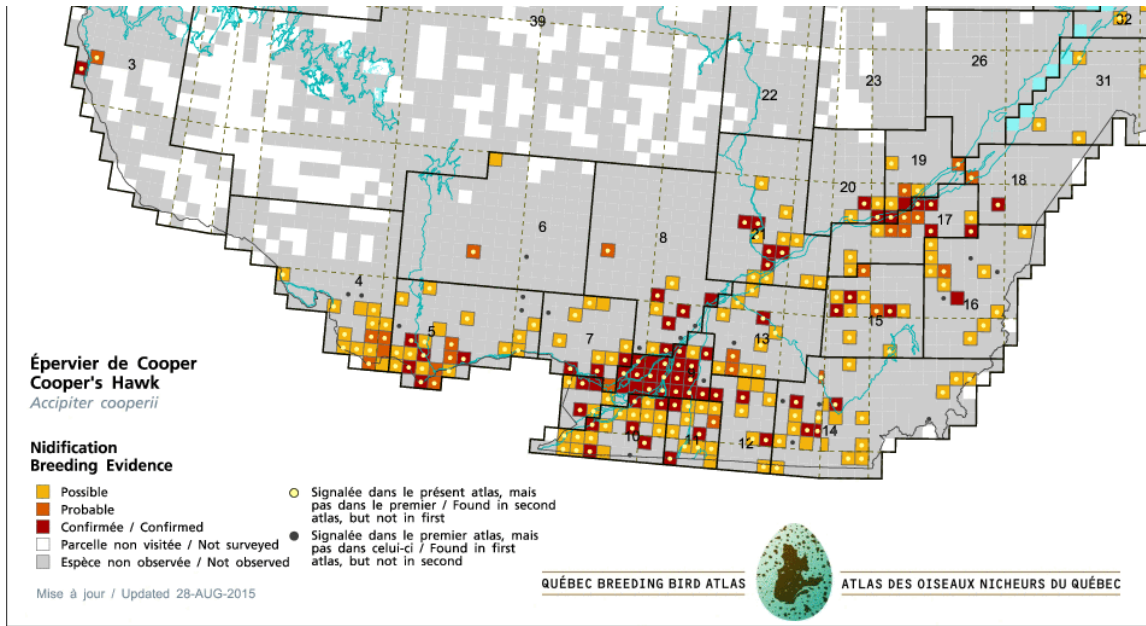 39
32
3
26
31
23
22
19
20
18
17
21
6
8
4
16
15
5
7
13
9
10
11
12
14
Épervier de Cooper
Cooper's Hawk
Accipiter cooperii
Nidification
Breeding Evidence
Possible
Probable
Confirmée / Confirmed
Parcelle non visitée / Not surveyed
Espèce non observée / Not observed
Signalée dans le présent atlas, mais
pas dans le premier / Found in second
atlas, but not in first
Signalée dans le premier atlas, mais
pas dans celui-ci / Found in first
atlas, but not in second
Mise à jour / Updated 28-AUG-2015
QUÉBEC BREEDING BIRD ATLAS
ATLAS DES OISEAUX NICHEURS DU QUÉBEC